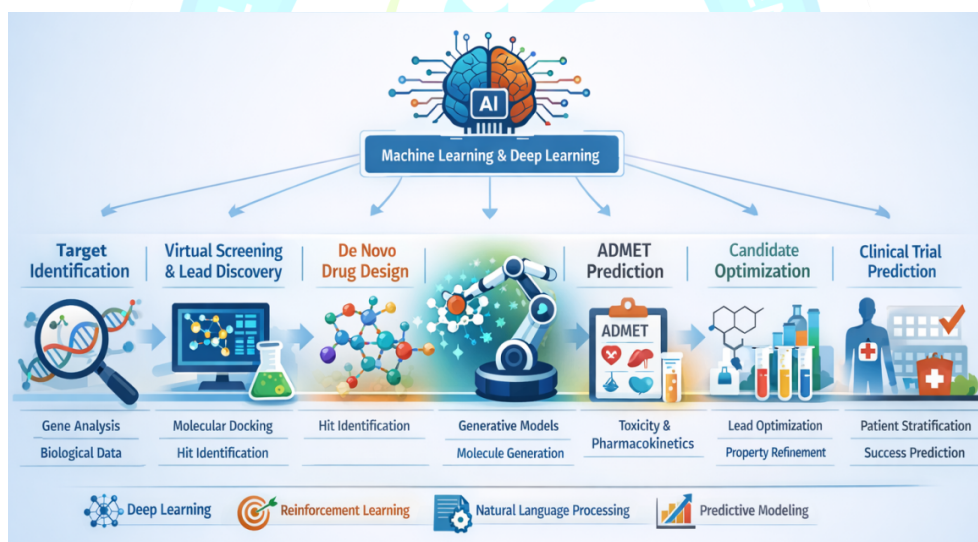 AI
Machine Learning & Deep Learning
Target
Identification
Virtual Screening
& Lead Discovery
De Novo
Drug Design
ADMET
Prediction
Candidate
Optimization
Clinical Trial
Prediction
ADMET
Gene Analysis
Biological Data
Molecular Docking
Hit Identification
Hit Identification
Generative Models
Molecule Generation
Toxicity &
Pharmacokinetics
Lead Optimization
Property Refinement
Patient Stratification
Success Prediction
Deep Learning
Reinforcement Learning
Natural Language Processing
Predictive Modeling